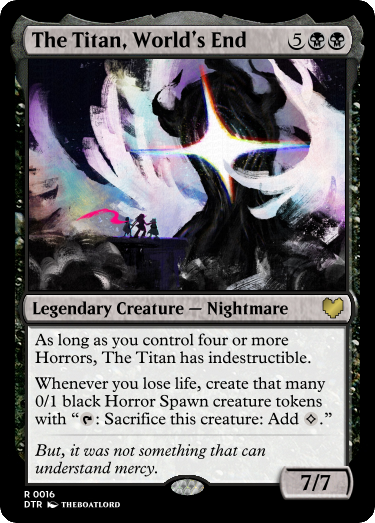 The Titan, World's End 5
Legendary Creature — Nightmare
As long as you control four or more
Horrors, The Titan has indestructible.
Whenever you lose life, create that many
0/1 black Horror Spawn creature tokens
with “: Sacrifice this creature: Add .”
But, it was not something that can
understand mercy.
7/7
R 0016
DTR THEBOATLORD